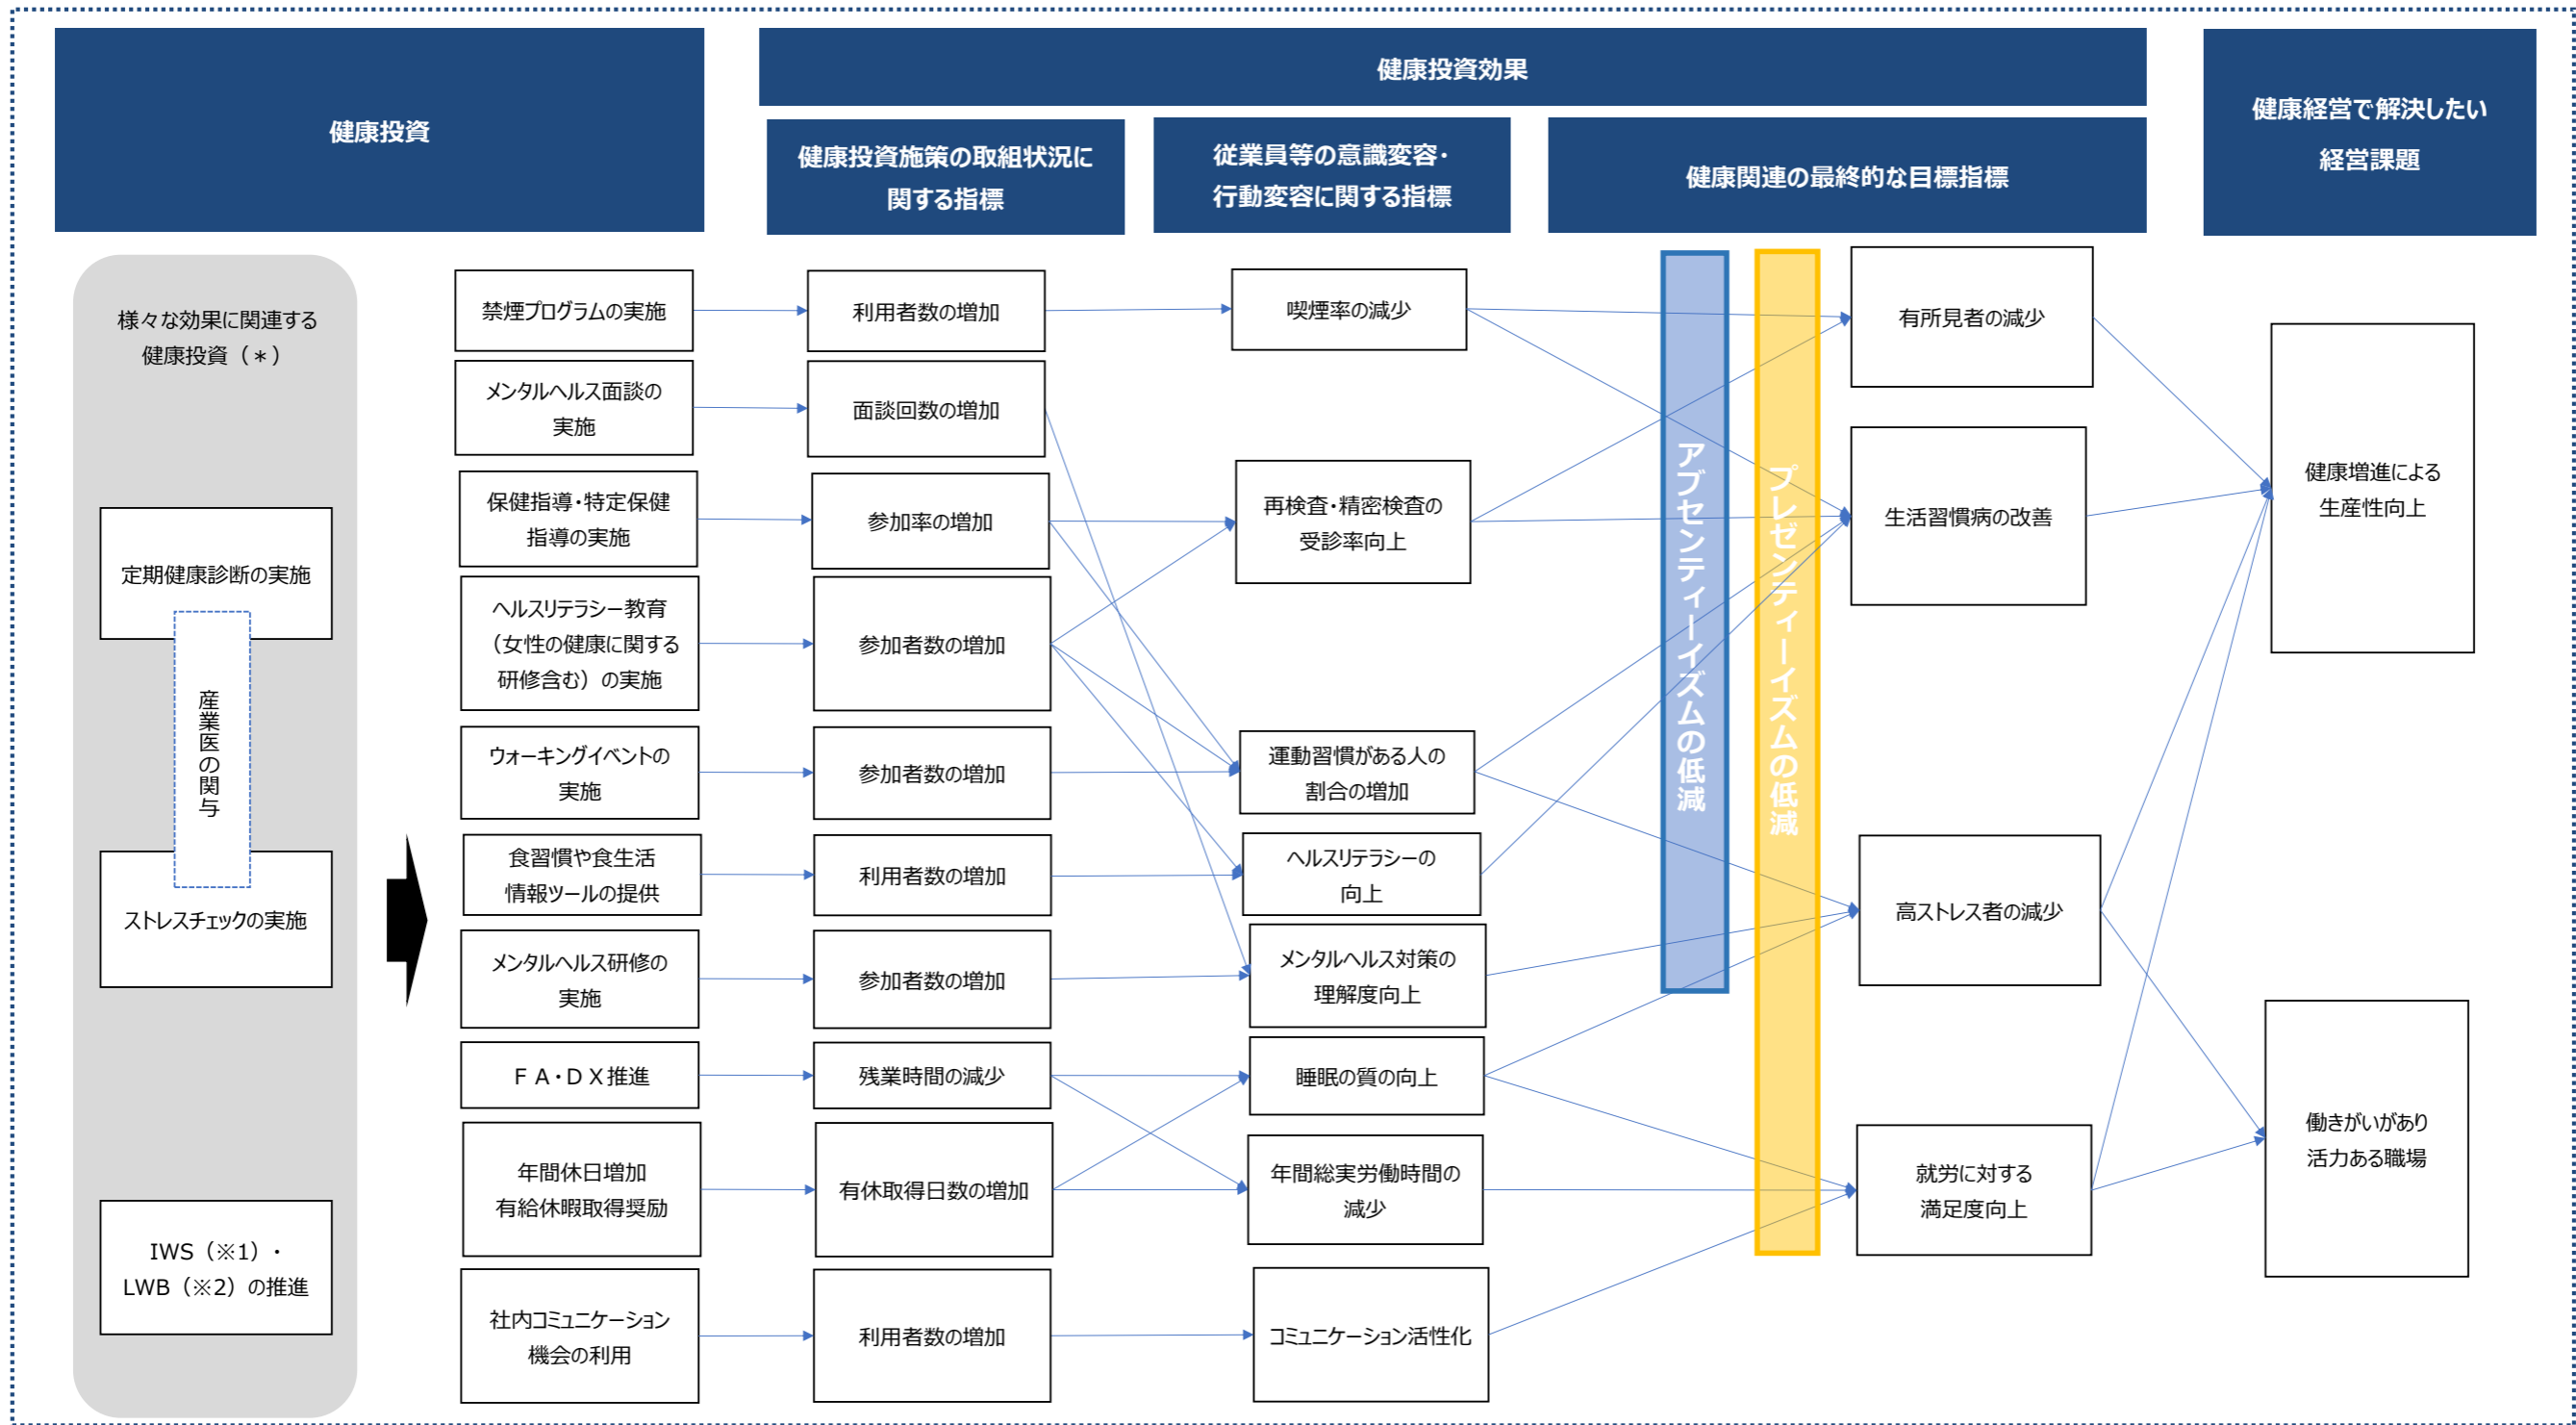 健康投資
健康投資効果
健康投資施策の取組状況に
関する指標
従業員等の意識変容・
行動変容に関する指標
健康関連の最終的な目標指標
健康経営で解決したい
経営課題
様々な効果に関連する
健康投資（＊）
定期健康診断の実施
産業医の関与
ストレスチェックの実施
IWS（※1）・
LWB（※2）の推進
禁煙プログラムの実施
メンタルヘルス面談の
実施
保健指導・特定保健
指導の実施
ヘルスリテラシー教育
（女性の健康に関する
研修含む）の実施
ウォーキングイベントの
実施
食習慣や食生活
情報ツールの提供
メンタルヘルス研修の
実施
ＦＡ・ＤＸ推進
年間休日増加
有給休暇取得奨励
社内コミュニケーション
機会の利用
利用者数の増加
面談回数の増加
参加率の増加
参加者数の増加
参加者数の増加
利用者数の増加
参加者数の増加
残業時間の減少
有休取得日数の増加
利用者数の増加
喫煙率の減少
再検査・精密検査の
受診率向上
運動習慣がある人の
割合の増加
ヘルスリテラシーの
向上
メンタルヘルス対策の
理解度向上
睡眠の質の向上
年間総実労働時間の
減少
コミュニケーション活性化
アブセンティーイズムの低減
プレゼンティーイズムの低減
有所見者の減少
生活習慣病の改善
高ストレス者の減少
就労に対する
満足度向上
健康増進による
生産性向上
働きがいがあり
活力ある職場